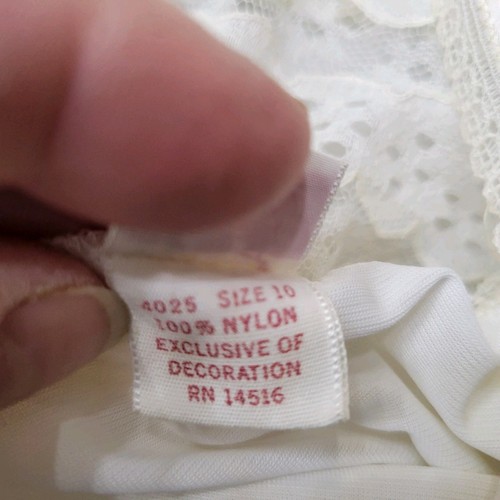 4025 SIZE 10
100% NYLON
EXCLUSIVE OF
DECORATION
RN 14516